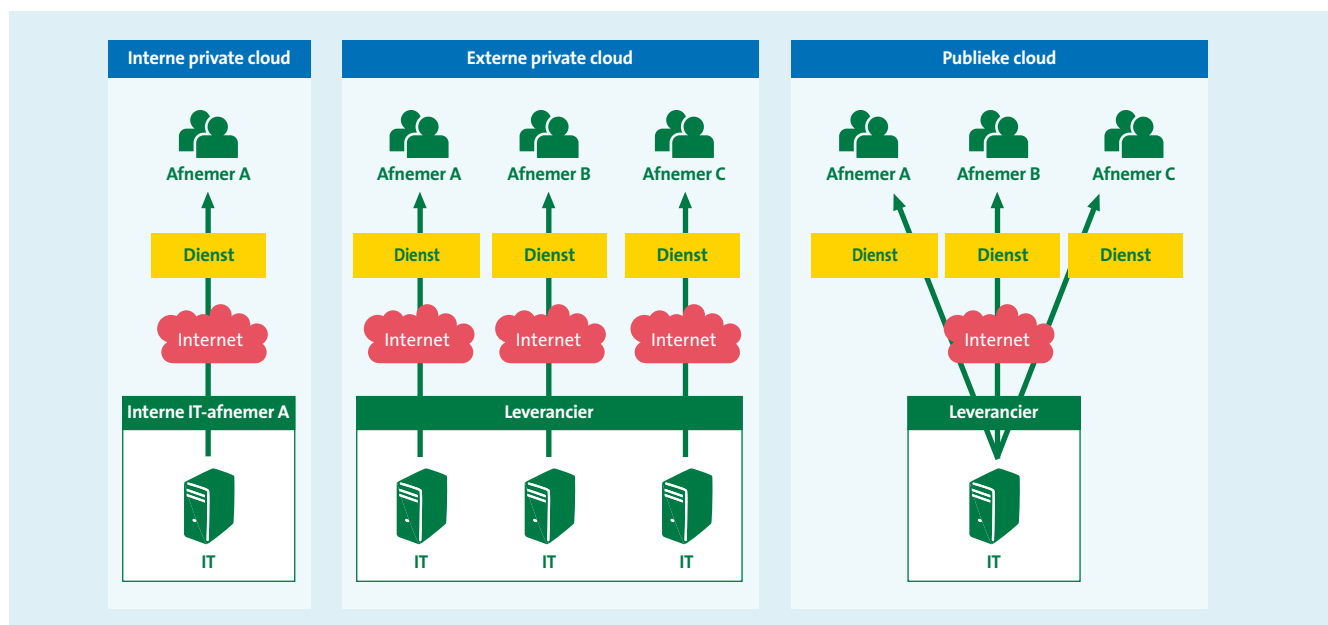 Interne private cloud
Afnemer A
Dienst
Internet
Interne IT-afnemer A
IT
Externe private cloud
Afnemer A
Afnemer B
Afnemer C
Dienst
Dienst
Dienst
Internet
Internet
Internet
Leverancier
IT
IT
IT
Publieke cloud
Afnemer A
Afnemer B
Afnemer C
Dienst
Dienst
Dienst
Internet
Leverancier
IT